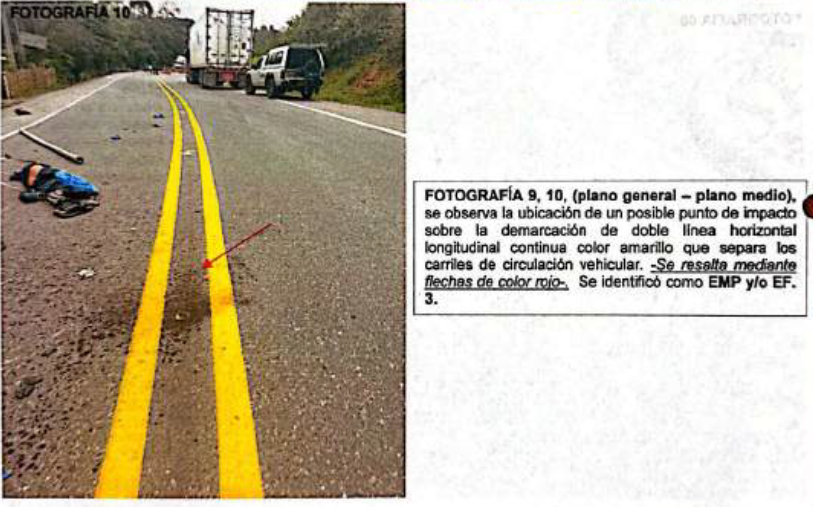 FOTOGRAFÍA 10
FOTOGRAFÍA 9, 10, (plano general – plano medio),
se observa la ubicación de un posible punto de impacto
sobre la demarcación de doble línea horizontal
longitudinal continua color amarillo que separa los
carriles de circulación vehicular. -Se resalta mediante
flechas de color rojo-. Se identificó como EMP y/o EF.
3.